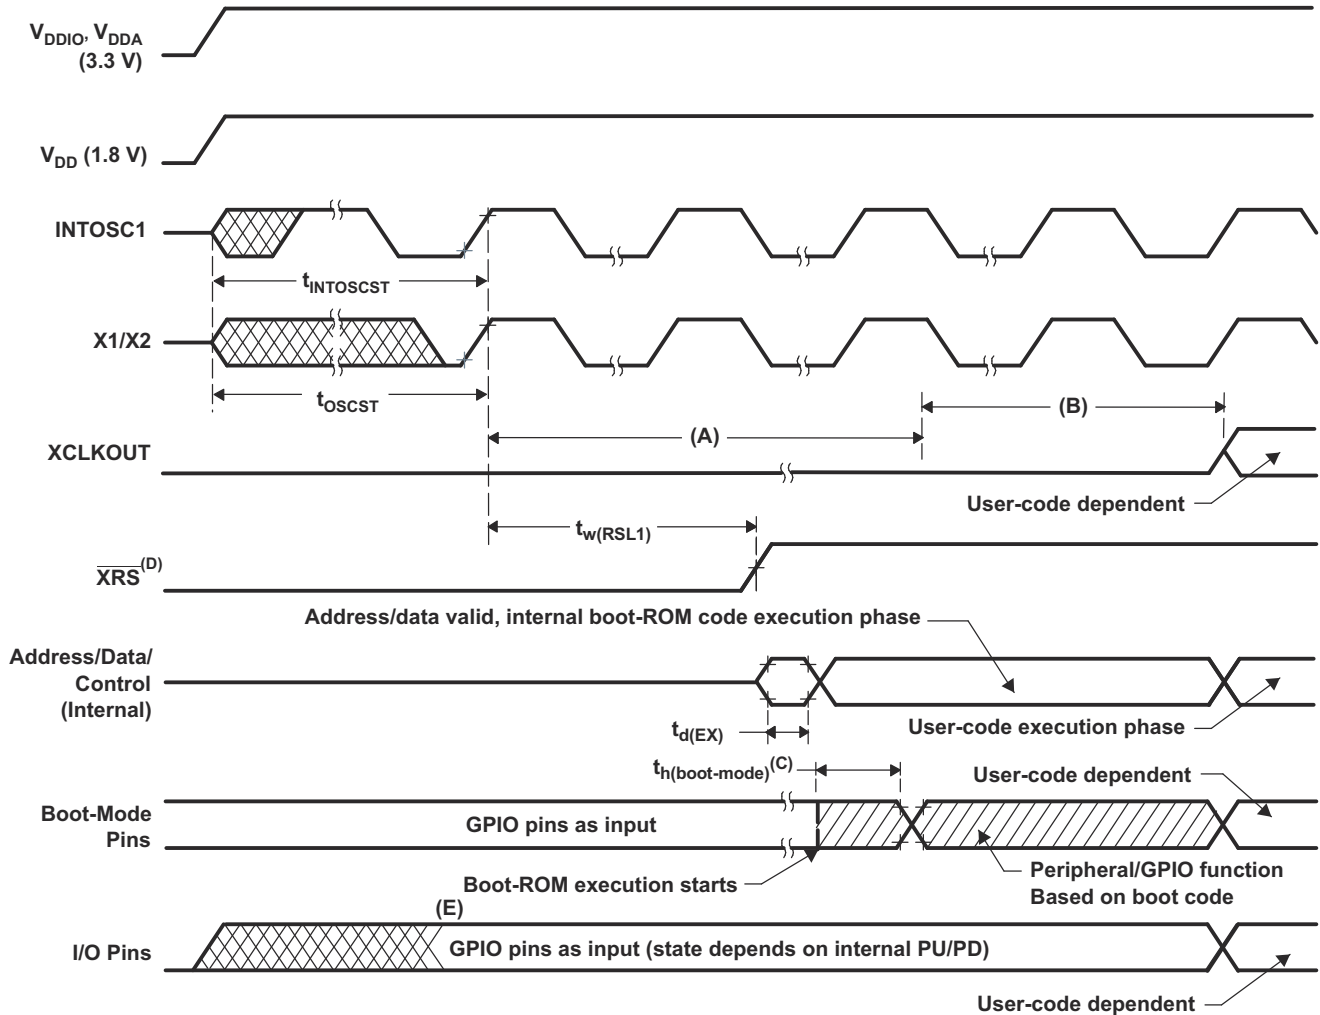 V_DDIO, V_DDA
(3.3 V)
V_DD (1.8 V)
INTOSC1
t_INTOSCST
X1/X2
t_OSCST
(B)
(A)
XCLKOUT
User-code dependent
t_w(RSL1)
XRS(D)
Address/data valid, internal boot-ROM code execution phase
Address/Data/
Control
(Internal)
User-code execution phase
t_d(EX)
t_h(boot-mode)(C)
User-code dependent
Boot-Mode
Pins
GPIO pins as input
Peripheral/GPIO function
Based on boot code
Boot-ROM execution starts
(E)
I/O Pins
GPIO pins as input (state depends on internal PU/PD)
User-code dependent